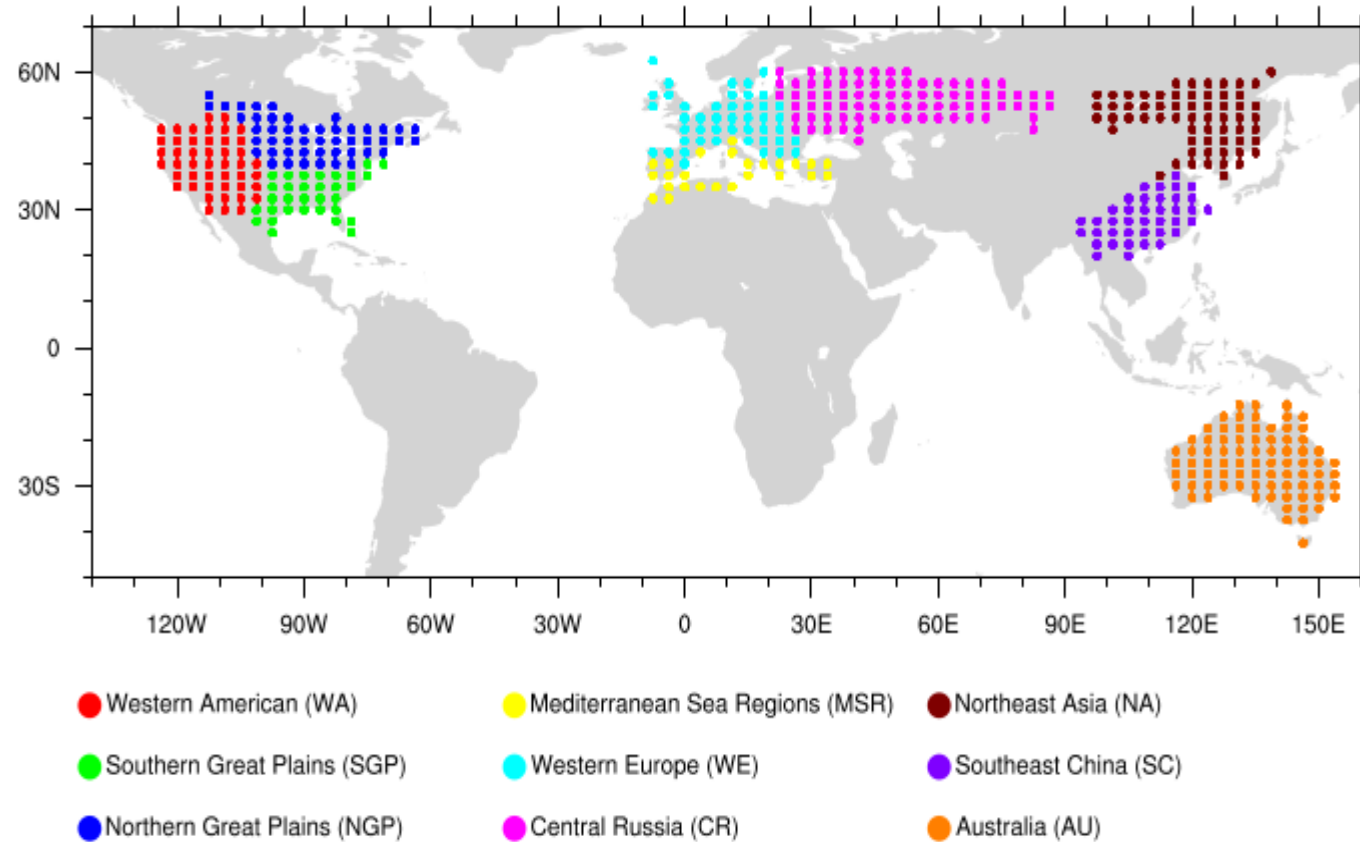 60N
30N
0
30S
120W 90W 60W 30W 0 30E 60E 90E 120E 150E
Western American (WA) Mediterranean Sea Regions (MSR) Northeast Asia (NA)
Southern Great Plains (SGP) Western Europe (WE) Southeast China (SC)
Northern Great Plains (NGP) Central Russia (CR) Australia (AU)